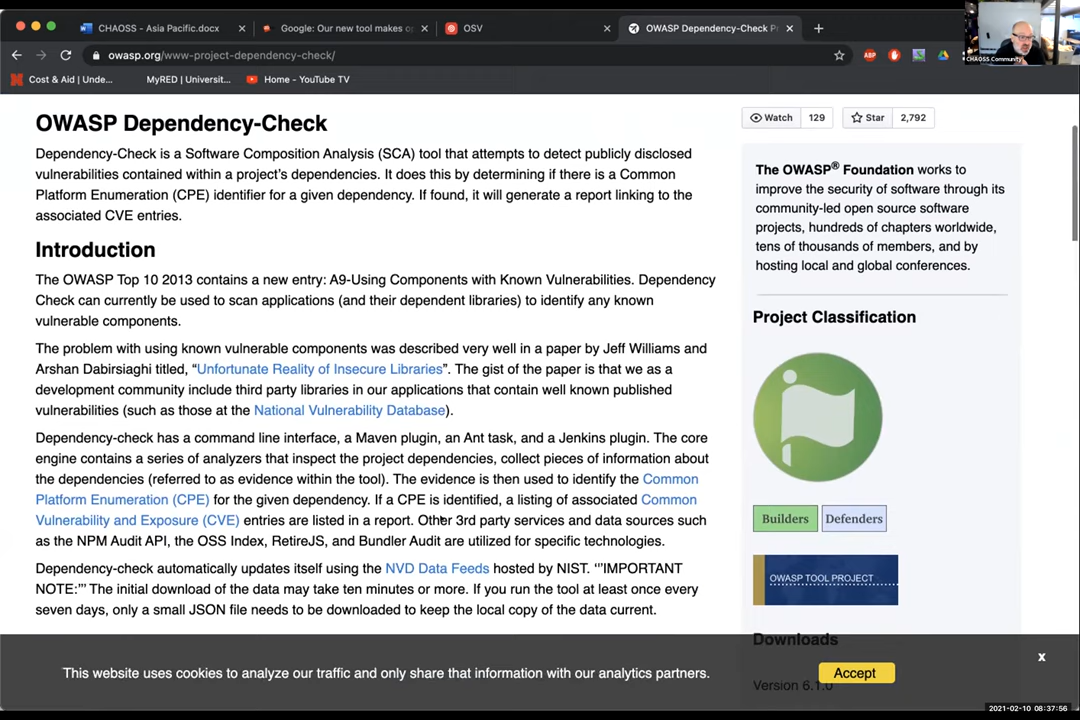 CHAOSS - Asia Pacific.docx
Google: Our new tool makes o
OSV
OWASP Dependency-Check P
owasp.org/www-project-dependency-check/
ABP
Cost & Aid | Unde...
MyRED | Universit...
Home - YouTube TV
CHAOSS Community
OWASP Dependency-Check
Dependency-Check is a Software Composition Analysis (SCA) tool that attempts to detect publicly disclosed
vulnerabilities contained within a project's dependencies. It does this by determining if there is a Common
Platform Enumeration (CPE) identifier for a given dependency. If found, it will generate a report linking to the
associated CVE entries.
Introduction
The OWASP Top 10 2013 contains a new entry: A9-Using Components with Known Vulnerabilities. Dependency
Check can currently be used to scan applications (and their dependent libraries) to identify any known
vulnerable components.
The problem with using known vulnerable components was described very well in a paper by Jeff Williams and
Arshan Dabirsiaghi titled, “Unfortunate Reality of Insecure Libraries”. The gist of the paper is that we as a
development community include third party libraries in our applications that contain well known published
vulnerabilities (such as those at the National Vulnerability Database).
Dependency-check has a command line interface, a Maven plugin, an Ant task, and a Jenkins plugin. The core
engine contains a series of analyzers that inspect the project dependencies, collect pieces of information about
the dependencies (referred to as evidence within the tool). The evidence is then used to identify the Common
Platform Enumeration (CPE) for the given dependency. If a CPE is identified, a listing of associated Common
Vulnerability and Exposure (CVE) entries are listed in a report. Other 3rd party services and data sources such
as the NPM Audit API, the OSS Index, RetireJS, and Bundler Audit are utilized for specific technologies.
Dependency-check automatically updates itself using the NVD Data Feeds hosted by NIST. ‘'’IMPORTANT
NOTE:’'’ The initial download of the data may take ten minutes or more. If you run the tool at least once every
seven days, only a small JSON file needs to be downloaded to keep the local copy of the data current.
Watch 129
Star 2,792
The OWASP® Foundation works to
improve the security of software through its
community-led open source software
projects, hundreds of chapters worldwide,
tens of thousands of members, and by
hosting local and global conferences.
Project Classification
Builders
Defenders
OWASP TOOL PROJECT
Downloads
Version 6.1.0
This website uses cookies to analyze our traffic and only share that information with our analytics partners.
Accept
x
2021-02-10 08:37:56